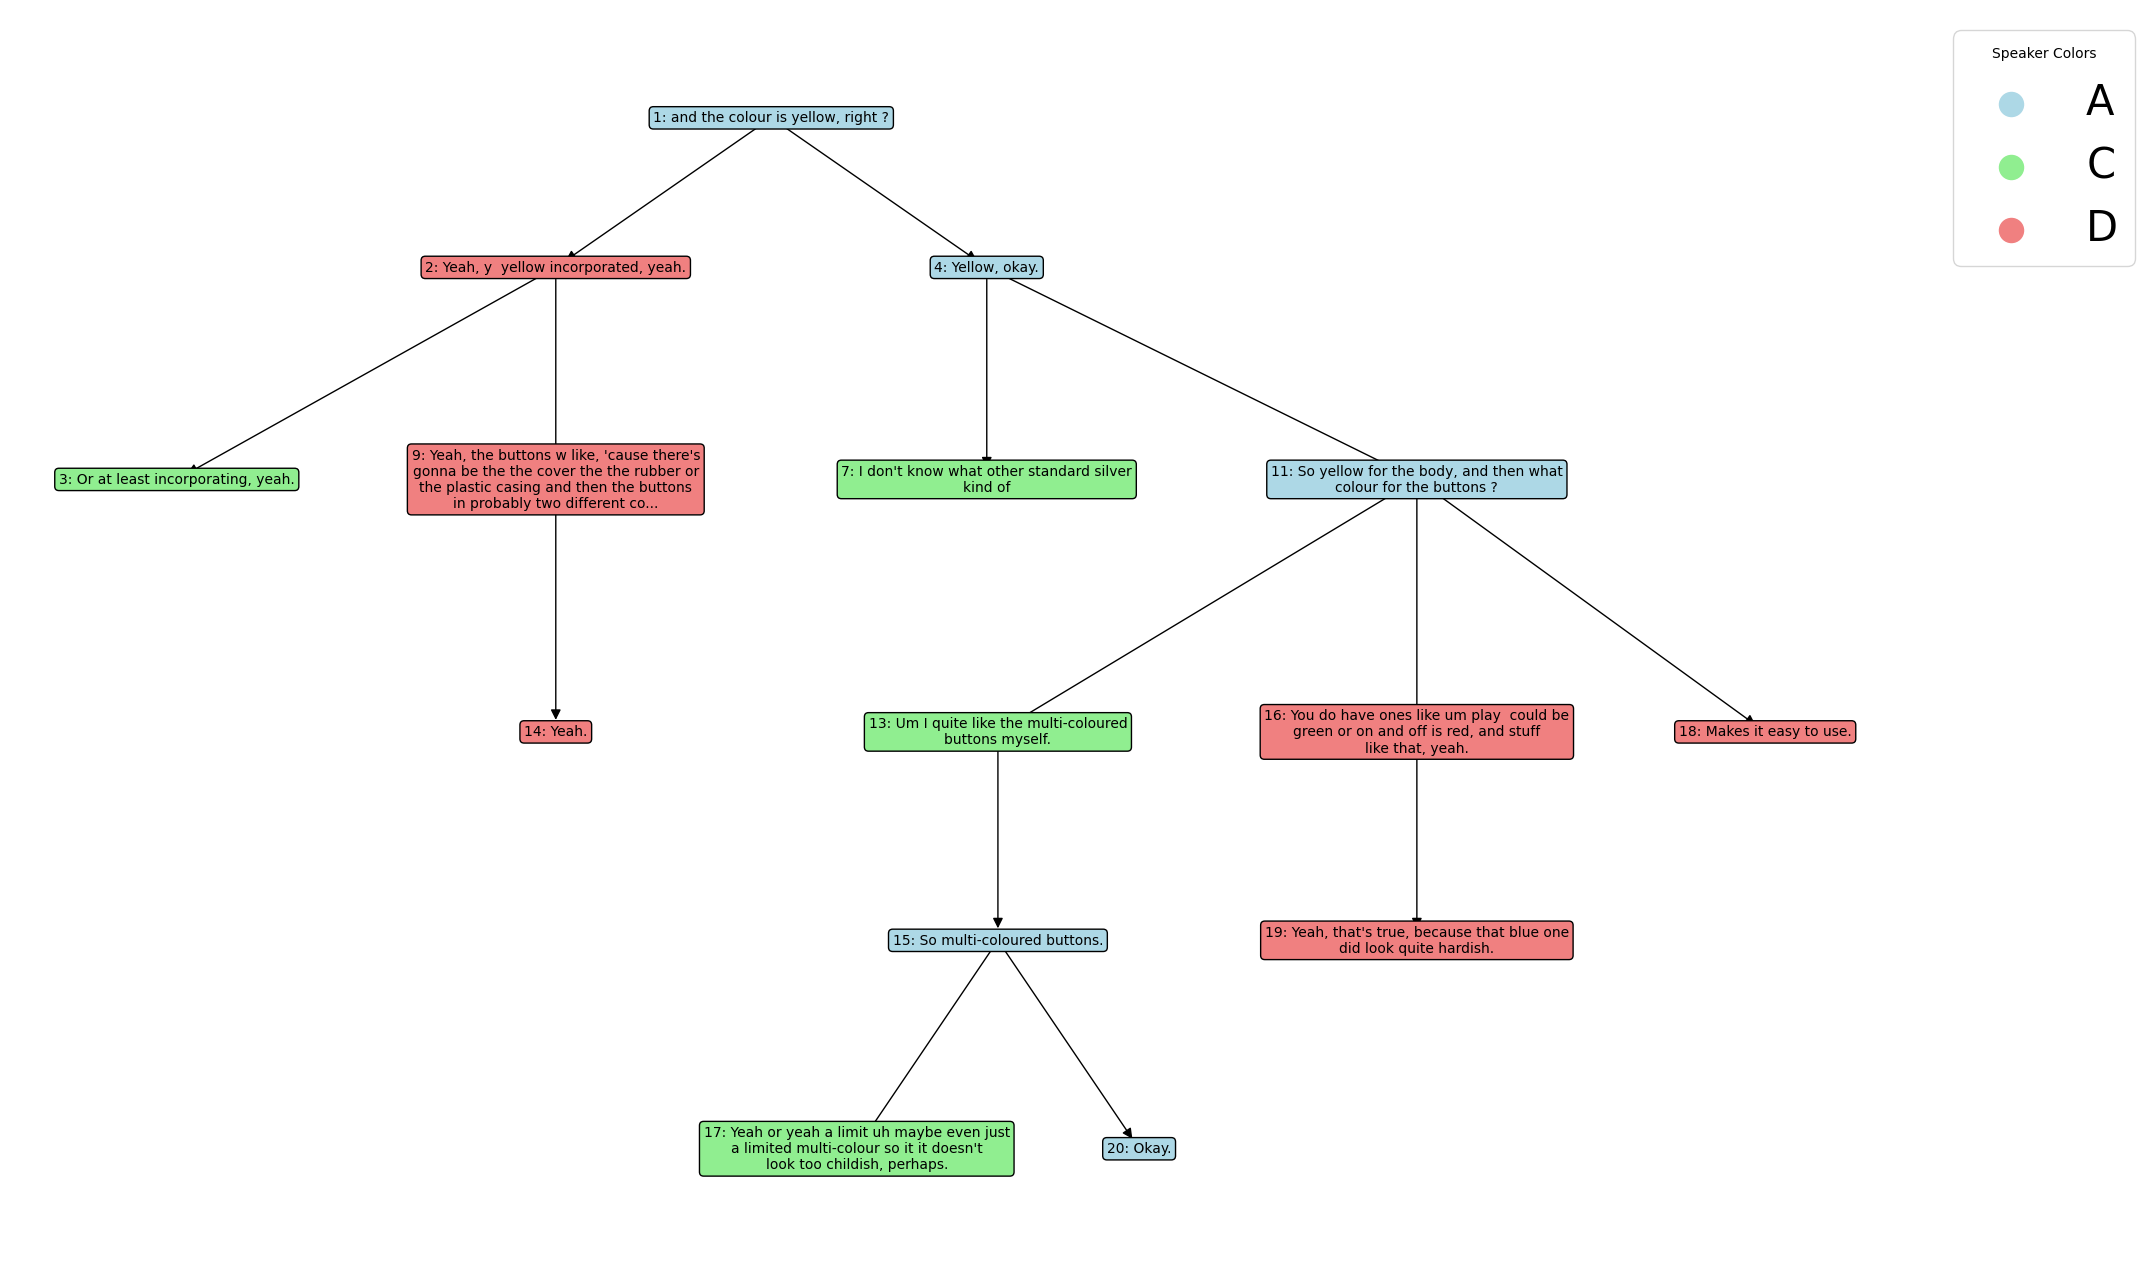 Speaker Colors
A
C
D
1: and the colour is yellow, right ?
2: Yeah, y  yellow incorporated, yeah.
4: Yellow, okay.
3: Or at least incorporating, yeah.
9: Yeah, the buttons w like, 'cause there's
gonna be the the cover the the rubber or
the plastic casing and then the buttons
in probably two different co...
7: I don't know what other standard silver
kind of
11: So yellow for the body, and then what
colour for the buttons ?
14: Yeah.
13: Um I quite like the multi-coloured
buttons myself.
16: You do have ones like um play  could be
green or on and off is red, and stuff
like that, yeah.
18: Makes it easy to use.
15: So multi-coloured buttons.
19: Yeah, that's true, because that blue one
did look quite hardish.
17: Yeah or yeah a limit uh maybe even just
a limited multi-colour so it it doesn't
look too childish, perhaps.
20: Okay.